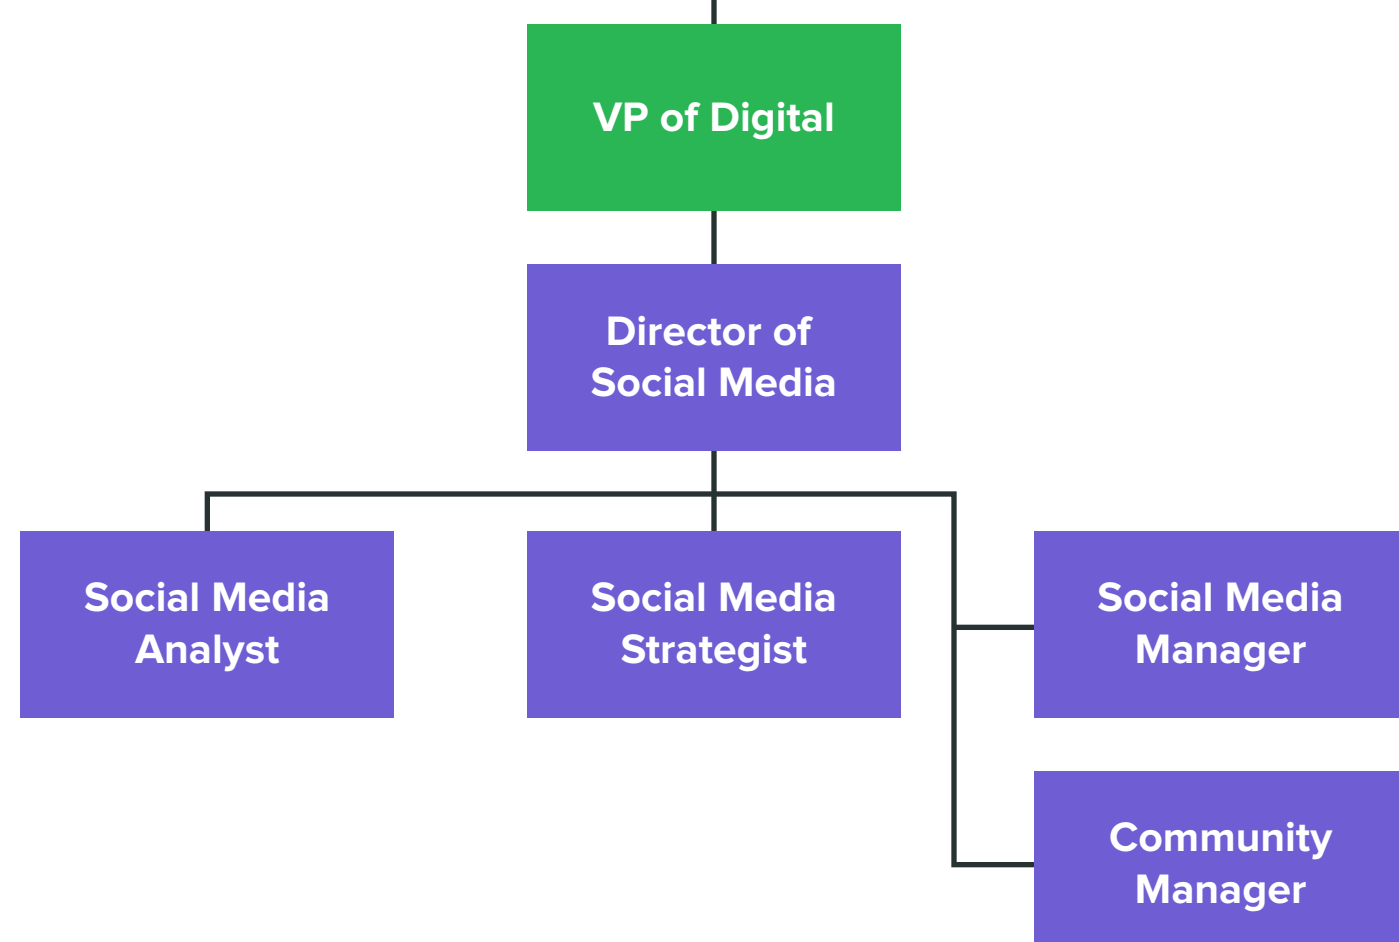 VP of Digital
Director of
Social Media
Social Media
Analyst
Social Media
Strategist
Social Media
Manager
Community
Manager